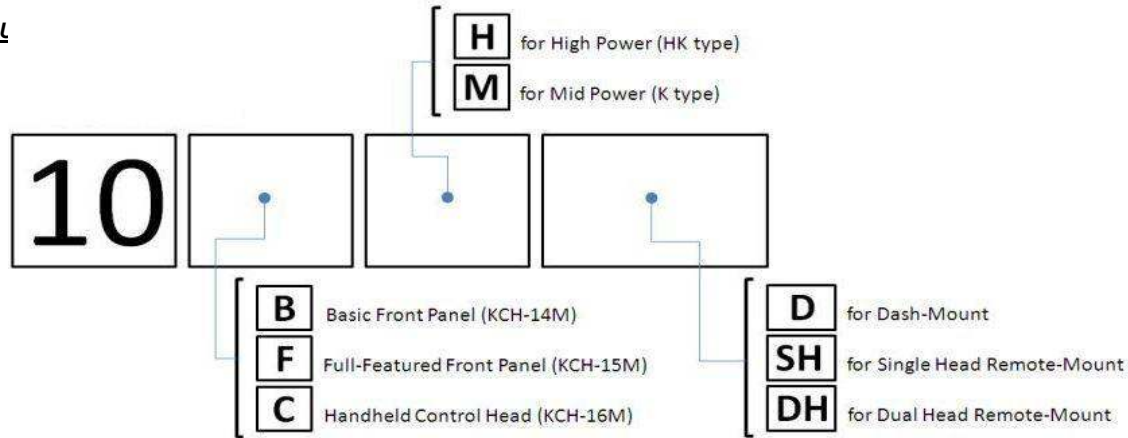 H for High Power (HK type)
M for Mid Power (K type)
10
B Basic Front Panel (KCH-14M)
F Full-Featured Front Panel (KCH-15M)
C Handheld Control Head (KCH-16M)
D for Dash-Mount
SH for Single Head Remote-Mount
DH for Dual Head Remote-Mount